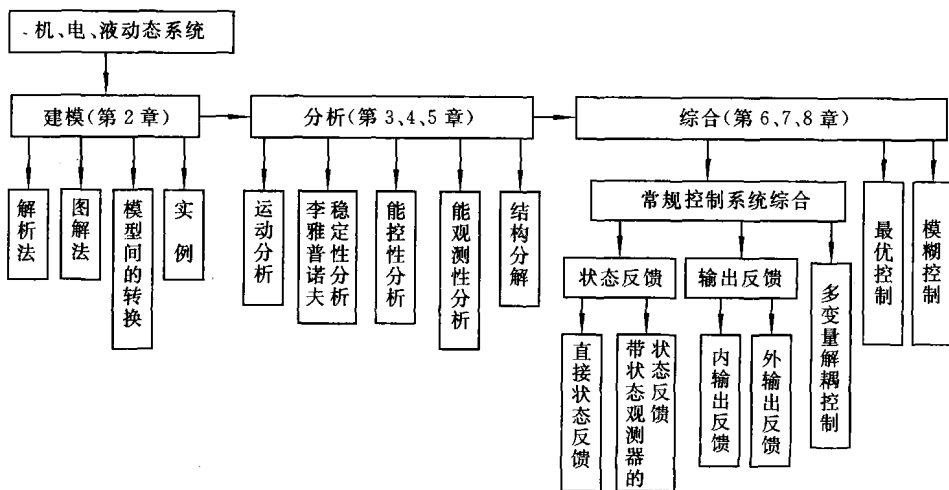 机、电、液动态系统
建模(第2章)
分析(第3、4、5章)
综合(第6、7、8章)
解析法
图解法
模型间的转换
实例
运动分析
李雅普诺夫
稳定性分析
能控性分析
能观测性分析
结构分解
常规控制系统综合
最优控制
模糊控制
状态反馈
输出反馈
多变量解耦控制
直接状态反馈
带状态观测器的
状态反馈
内输出反馈
外输出反馈